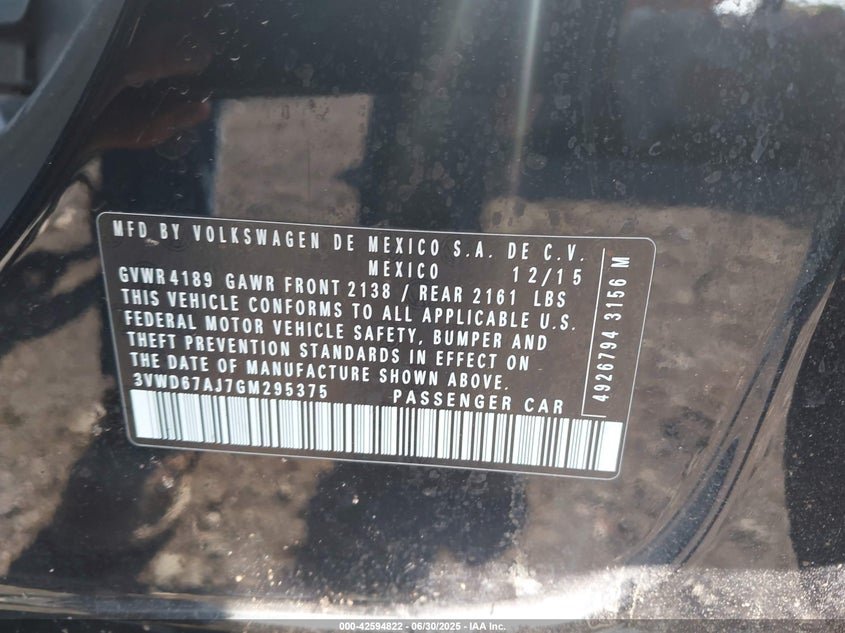 MFD BY VOLKSWAGEN DE MEXICO S.A. DE C.V.
MEXICO 12/15
GVWR 4189 GAWR FRONT 2138 / REAR 2161 LBS
THIS VEHICLE CONFORMS TO ALL APPLICABLE U.S.
FEDERAL MOTOR VEHICLE SAFETY, BUMPER AND
THEFT PREVENTION STANDARDS IN EFFECT ON
THE DATE OF MANUFACTURE SHOWN ABOVE.
3VWD67AJ7GM295375 PASSENGER CAR
4926794 3156 M
000-42594822 - 06/30/2025 - IAA Inc.